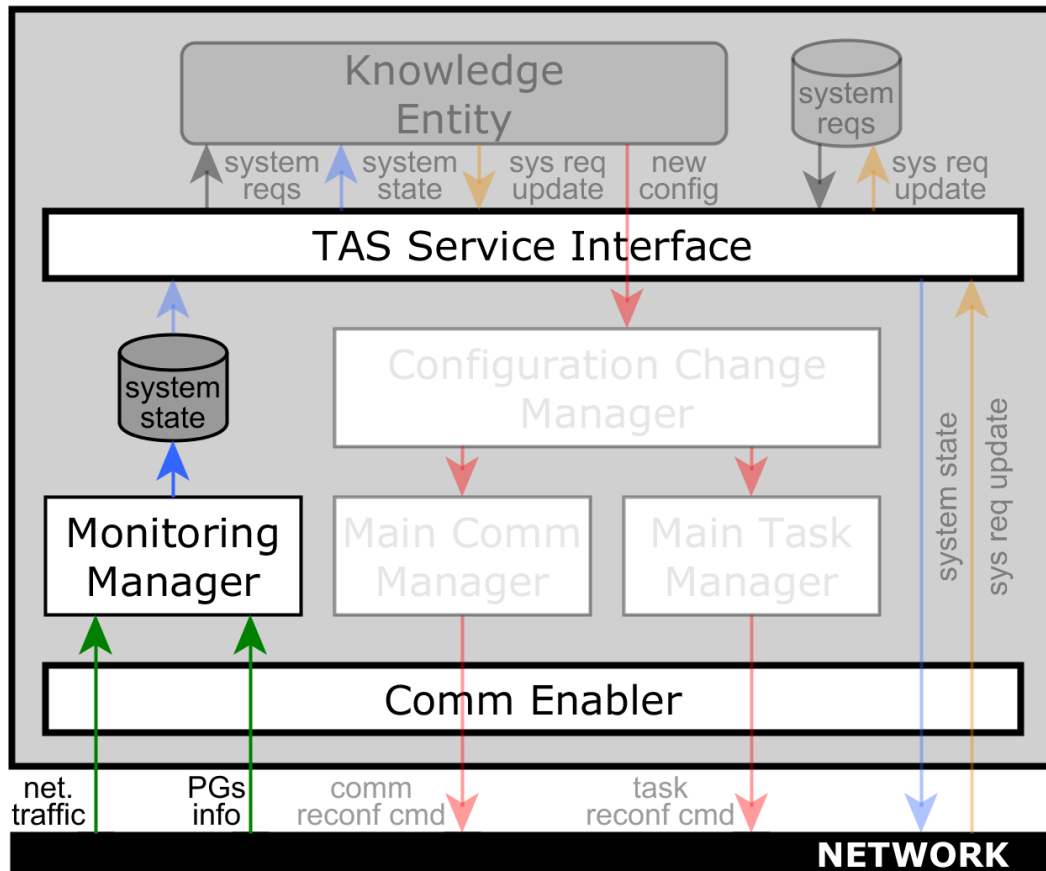 Knowledge
Entity
system
reqs
system
reqs
system
state
sys req
update
new
config
sys req
update
TAS Service Interface
system
state
Configuration Change
Manager
Monitoring
Manager
Main Comm
Manager
Main Task
Manager
system state
sys req update
Comm Enabler
net.
traffic
PGs
info
comm
reconf cmd
task
reconf cmd
NETWORK